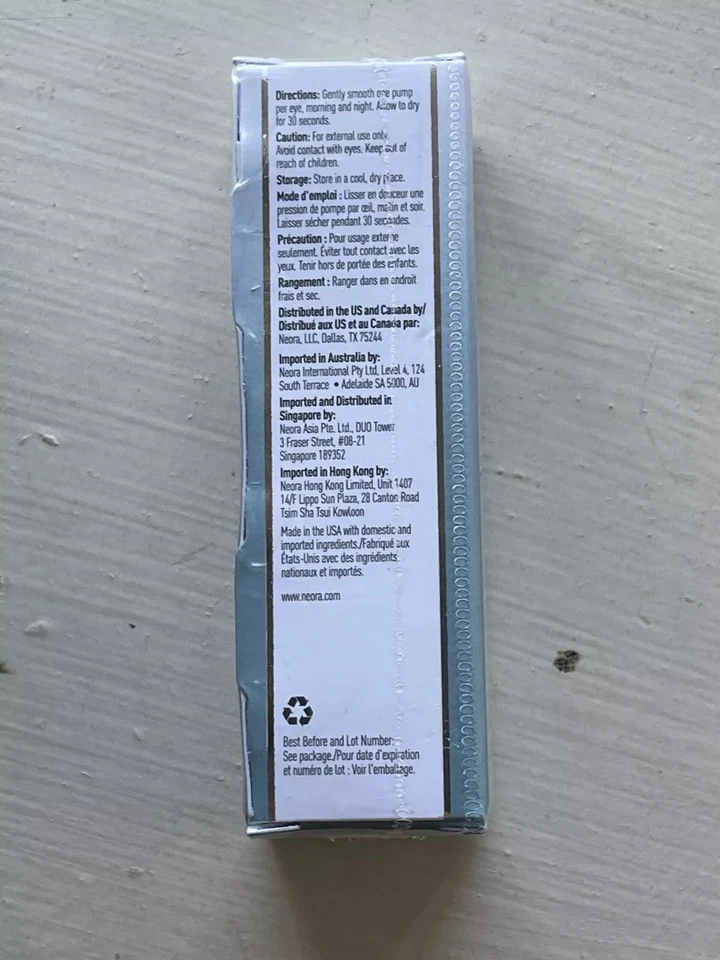 Directions: Gently smooth one pump
per eye, morning and night. Allow to dry
for 30 seconds.
Caution: For external use only.
Avoid contact with eyes. Keep out of
reach of children.
Storage: Store in a cool, dry place.
Mode d'emploi : Lisser en douceur une
pression de pompe par œil, matin et soir.
Laisser sécher pendant 30 secondes.
Précaution : Pour usage externe
seulement. Éviter tout contact avec les
yeux. Tenir hors de portée des enfants.
Rangement : Ranger dans en endroit
frais et sec.
Distributed in the US and Canada by/
Distribué aux US et au Canada par:
Neora, LLC, Dallas, TX 75244
Imported in Australia by:
Neora International Pty Ltd, Level 4, 124
South Terrace • Adelaide SA 5000, AU
Imported and Distributed in
Singapore by:
Neora Asia Pte. Ltd., DUO Tower
3 Fraser Street, #08-21
Singapore 189352
Imported in Hong Kong by:
Neora Hong Kong Limited, Unit 1407
14/F Lippo Sun Plaza, 28 Canton Road
Tsim Sha Tsui Kowloon
Made in the USA with domestic and
imported ingredients./Fabriqué aux
États-Unis avec des ingrédients
nationaux et importés.
www.neora.com
Best Before and Lot Number:
See package./Pour date d'expiration
et numéro de lot : Voir l'emballage.